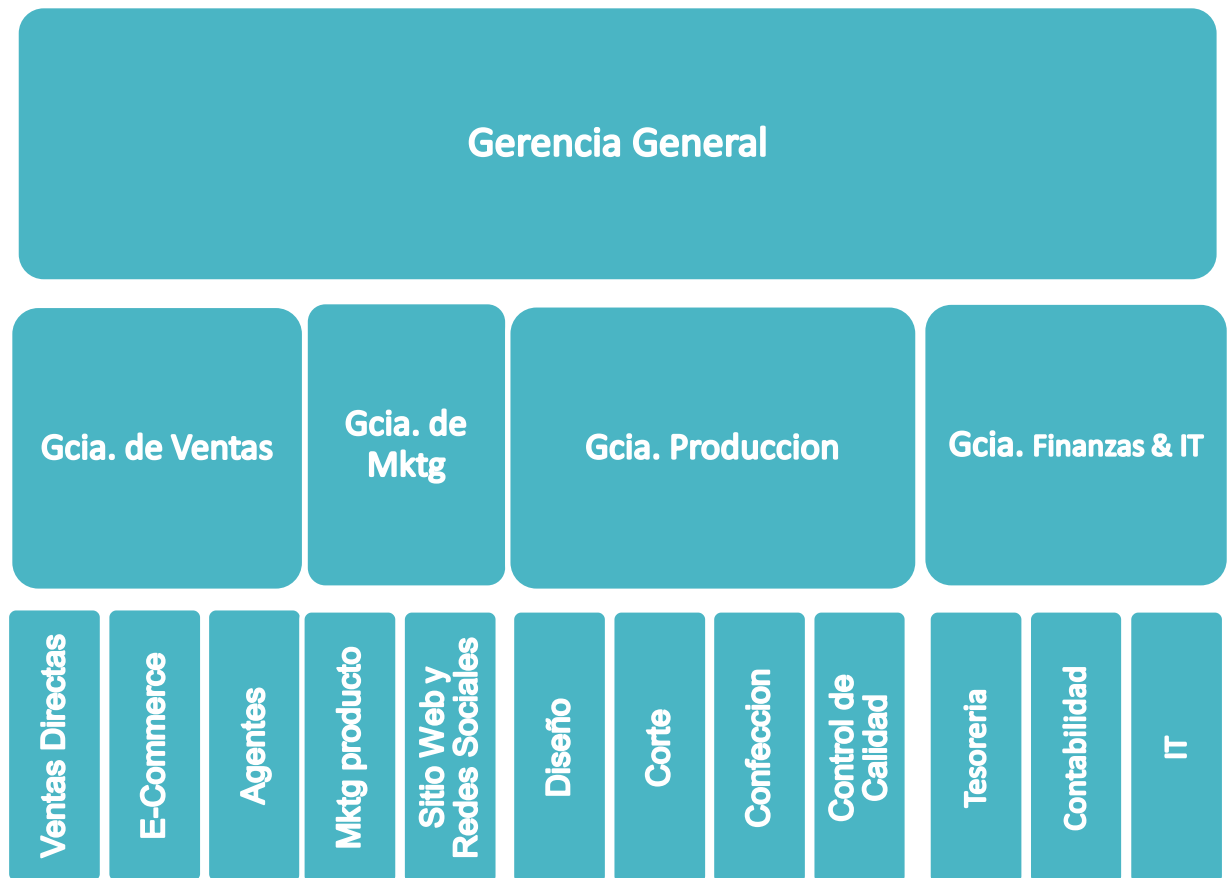 Gerencia General
Gcia. de Ventas
Gcia. de
Mktg
Gcia. Produccion
Gcia. Finanzas & IT
Ventas Directas
E-Commerce
Agentes
Mktg producto
Sitio Web y
Redes Sociales
Diseño
Corte
Confeccion
Control de
Calidad
Tesoreria
Contabilidad
IT